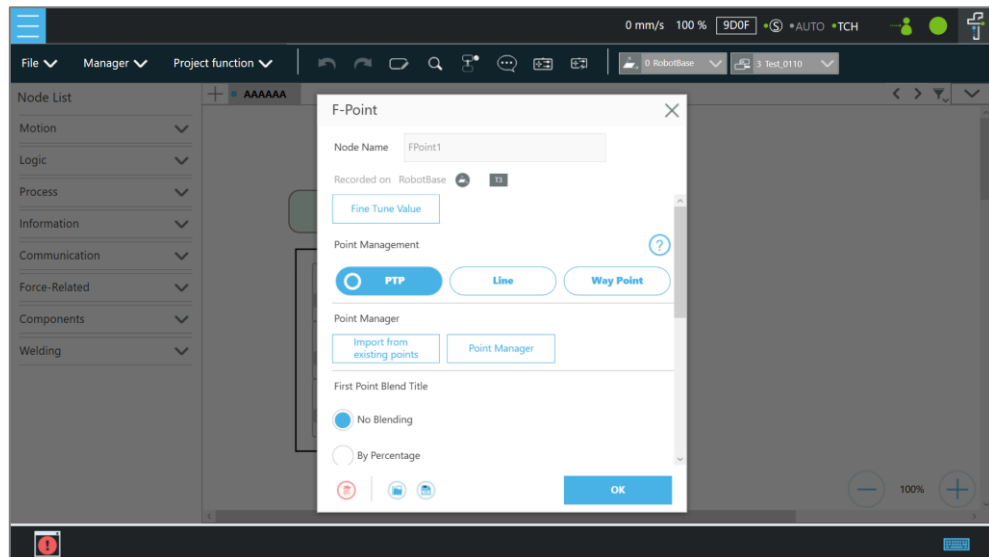 0 mm/s 100 % 9D0F S AUTO TCH
File Manager Project function 0 RobotBase 3 Test_0110
Node List
AAAAAA
Motion
Logic
Process
Information
Communication
Force-Related
Components
Welding
F-Point
Node Name FPoint1
Recorded on RobotBase T3
Fine Tune Value
Point Management ?
PTP Line Way Point
Point Manager
Import from
existing points
Point Manager
First Point Blend Title
No Blending
By Percentage
OK
100%